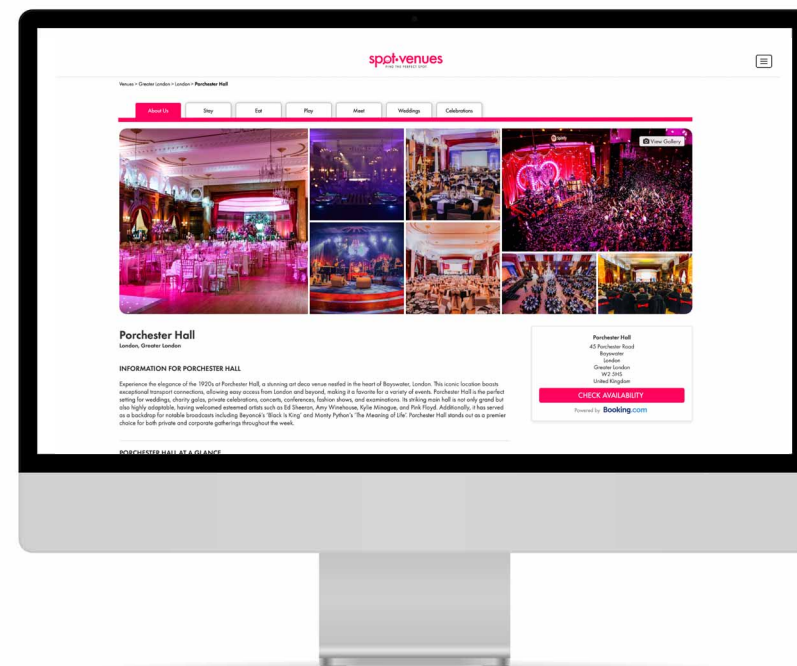 spot venues
FIND THE PERFECT SPOT
Venues > Greater London > London > Porchester Hall
About Us
Stay
Eat
Play
Meet
Weddings
Celebrations
View Gallery
Porchester Hall
London, Greater London
INFORMATION FOR PORCHESTER HALL
Experience the elegance of the 1920s at Porchester Hall, a stunning art deco venue nestled in the heart of Bayswater, London. This iconic location boasts
exceptional transport connections, allowing easy access from London and beyond, making it a favorite for a variety of events. Porchester Hall is the perfect
setting for weddings, charity galas, private celebrations, concerts, conferences, fashion shows, and examinations. Its striking main hall is not only grand but
also highly adaptable, having welcomed esteemed artists such as Ed Sheeran, Amy Winehouse, Kylie Minogue, and Pink Floyd. Additionally, it has served
as a backdrop for notable broadcasts including Beyoncé's 'Black Is King' and Monty Python's 'The Meaning of Life'. Porchester Hall stands out as a premier
choice for both private and corporate gatherings throughout the week.
PORCHESTER HALL AT A GLANCE
Porchester Hall
45 Porchester Road
Bayswater
London
Greater London
W2 5HS
United Kingdom
CHECK AVAILABILITY
Powered by Booking.com